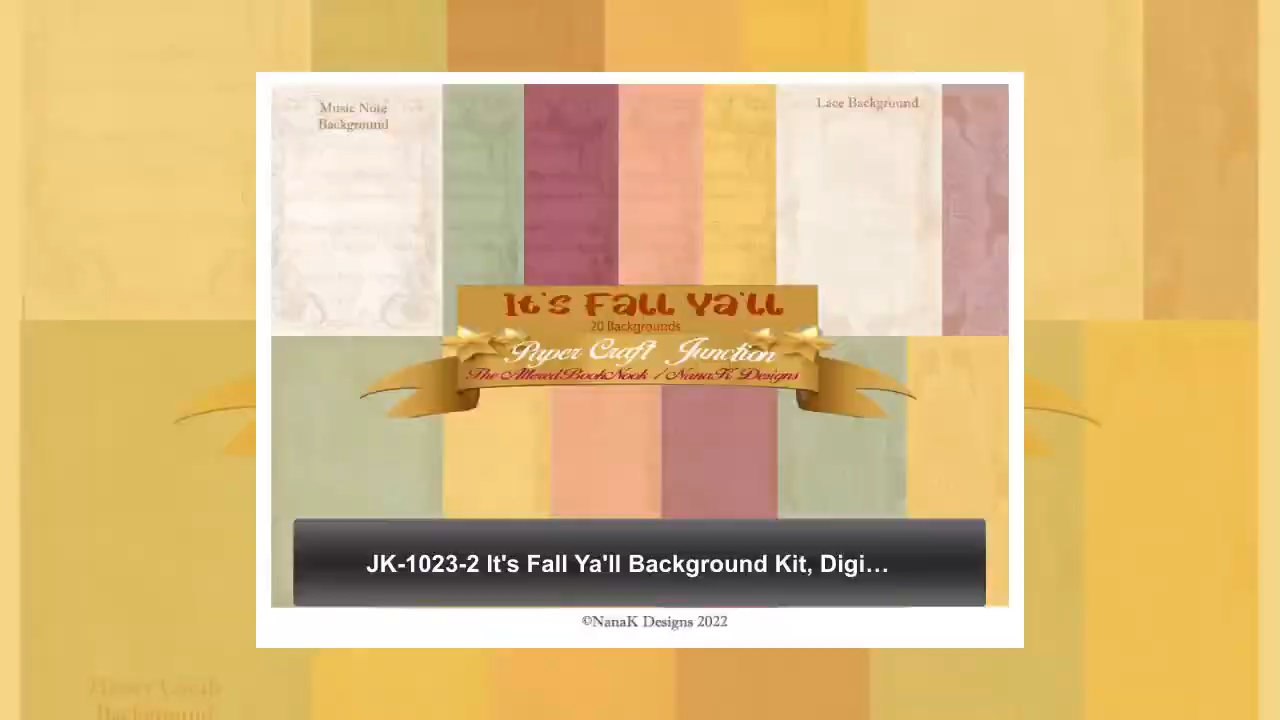 Music Note
Background
Lace Background
It's Fall Ya'll
20 Backgrounds
Paper Craft Junction
The AlteredBookNook / NanaK Designs
JK-1023-2 It's Fall Ya'll Background Kit, Digi…
©NanaK Designs 2022
Background